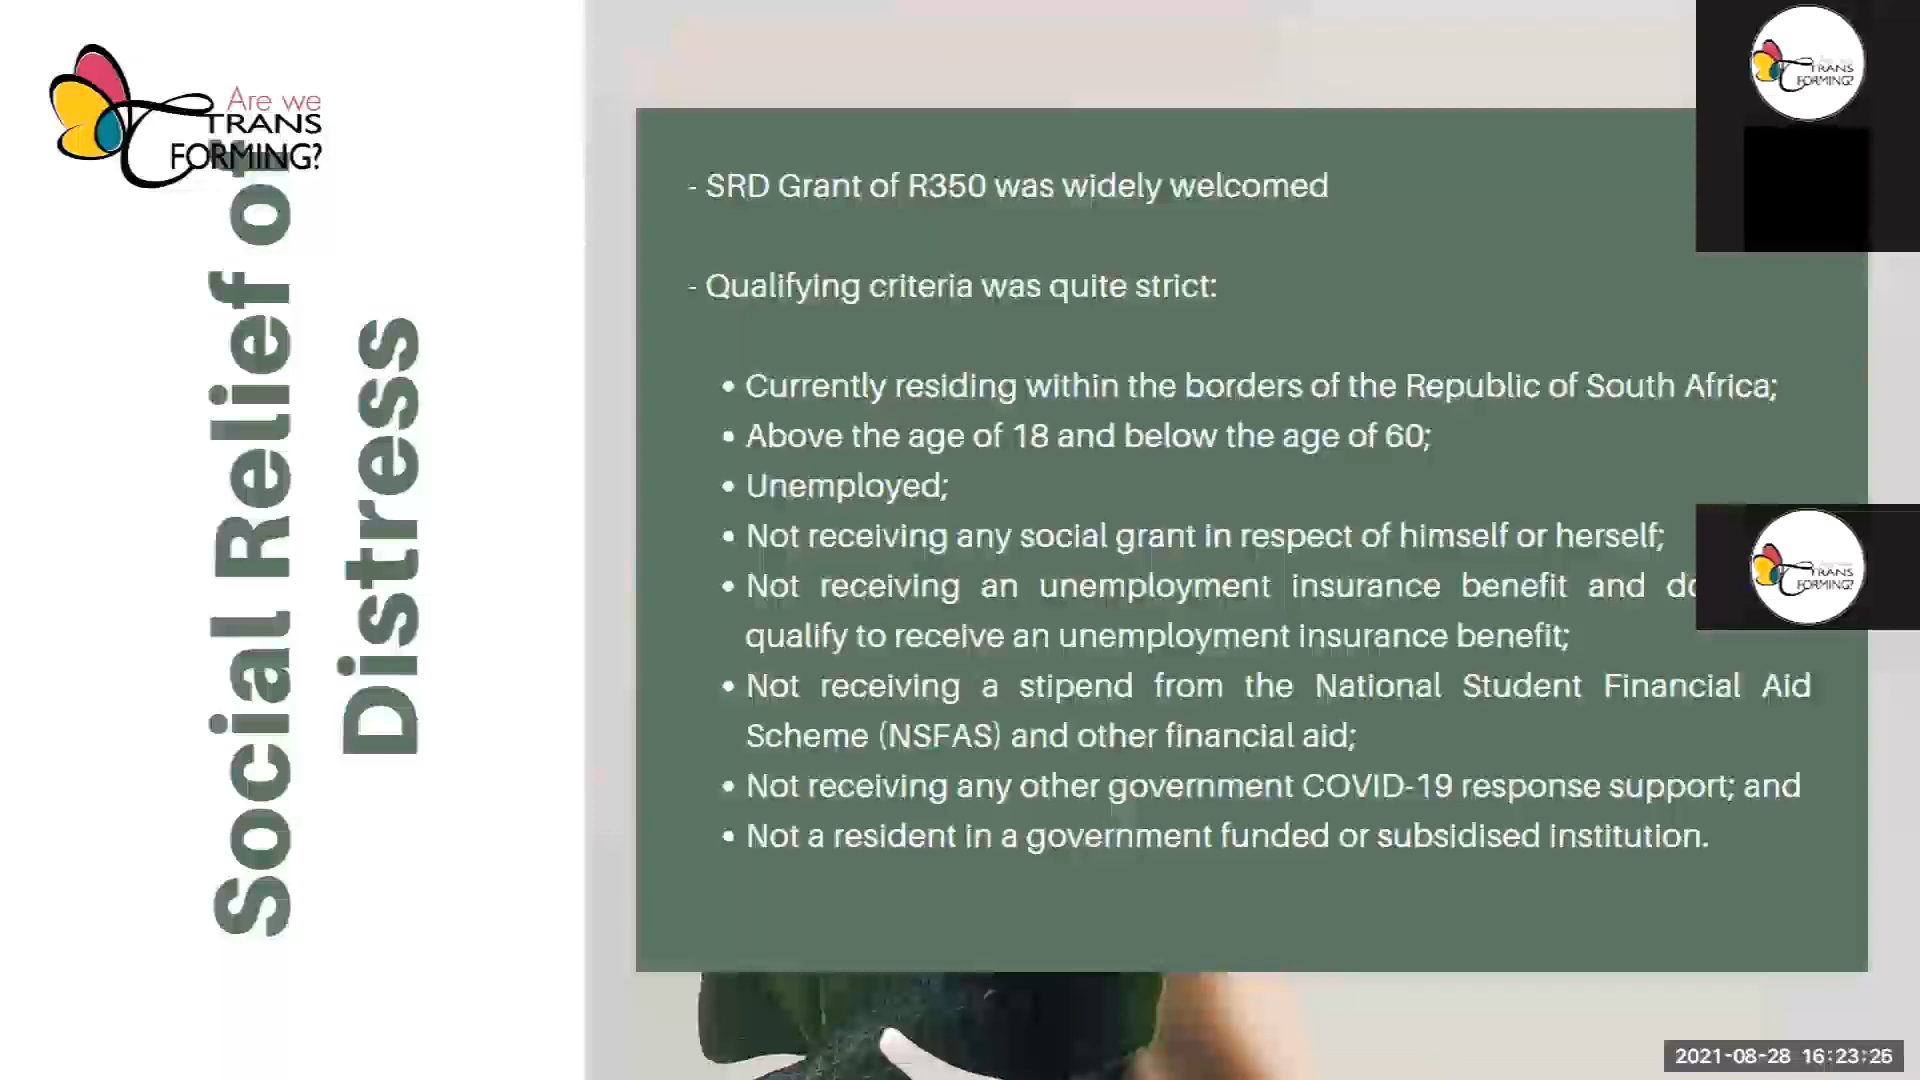 Are we
TRANS
FORMING?
Social Relief of
Distress
- SRD Grant of R350 was widely welcomed
- Qualifying criteria was quite strict:
• Currently residing within the borders of the Republic of South Africa;
• Above the age of 18 and below the age of 60;
• Unemployed;
• Not receiving any social grant in respect of himself or herself;
• Not receiving an unemployment insurance benefit and
qualify to receive an unemployment insurance benefit;
• Not receiving a stipend from the National Student Financial Aid
Scheme (NSFAS) and other financial aid;
• Not receiving any other government COVID-19 response support; and
• Not a resident in a government funded or subsidised institution.
TRANS
FORMING?
TRANS
FORMING?
2021-08-28 16:23:26